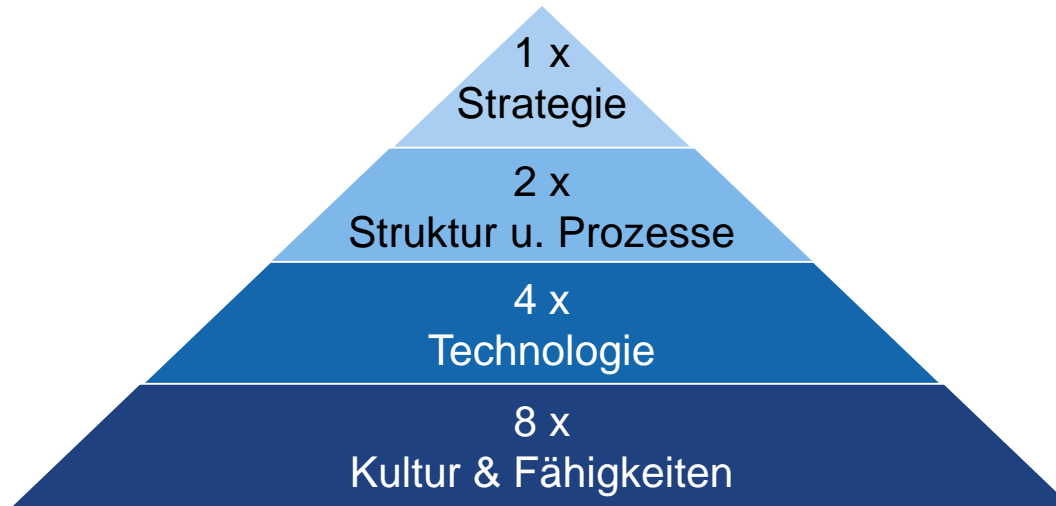 1 x
Strategie
2 x
Struktur u. Prozesse
4 x
Technologie
8 x
Kultur & Fähigkeiten